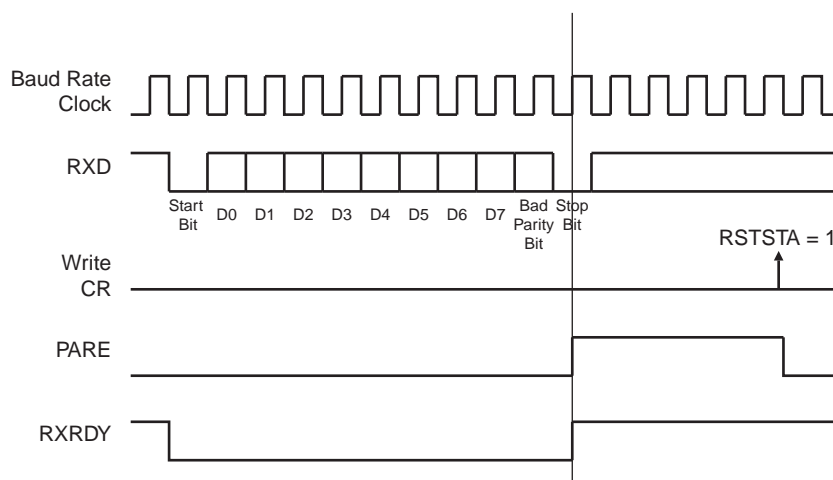 Baud Rate
Clock
RXD
Start
Bit
D0
D1
D2
D3
D4
D5
D6
D7
Bad
Parity
Bit
Stop
Bit
RSTSTA = 1
Write
CR
PARE
RXRDY